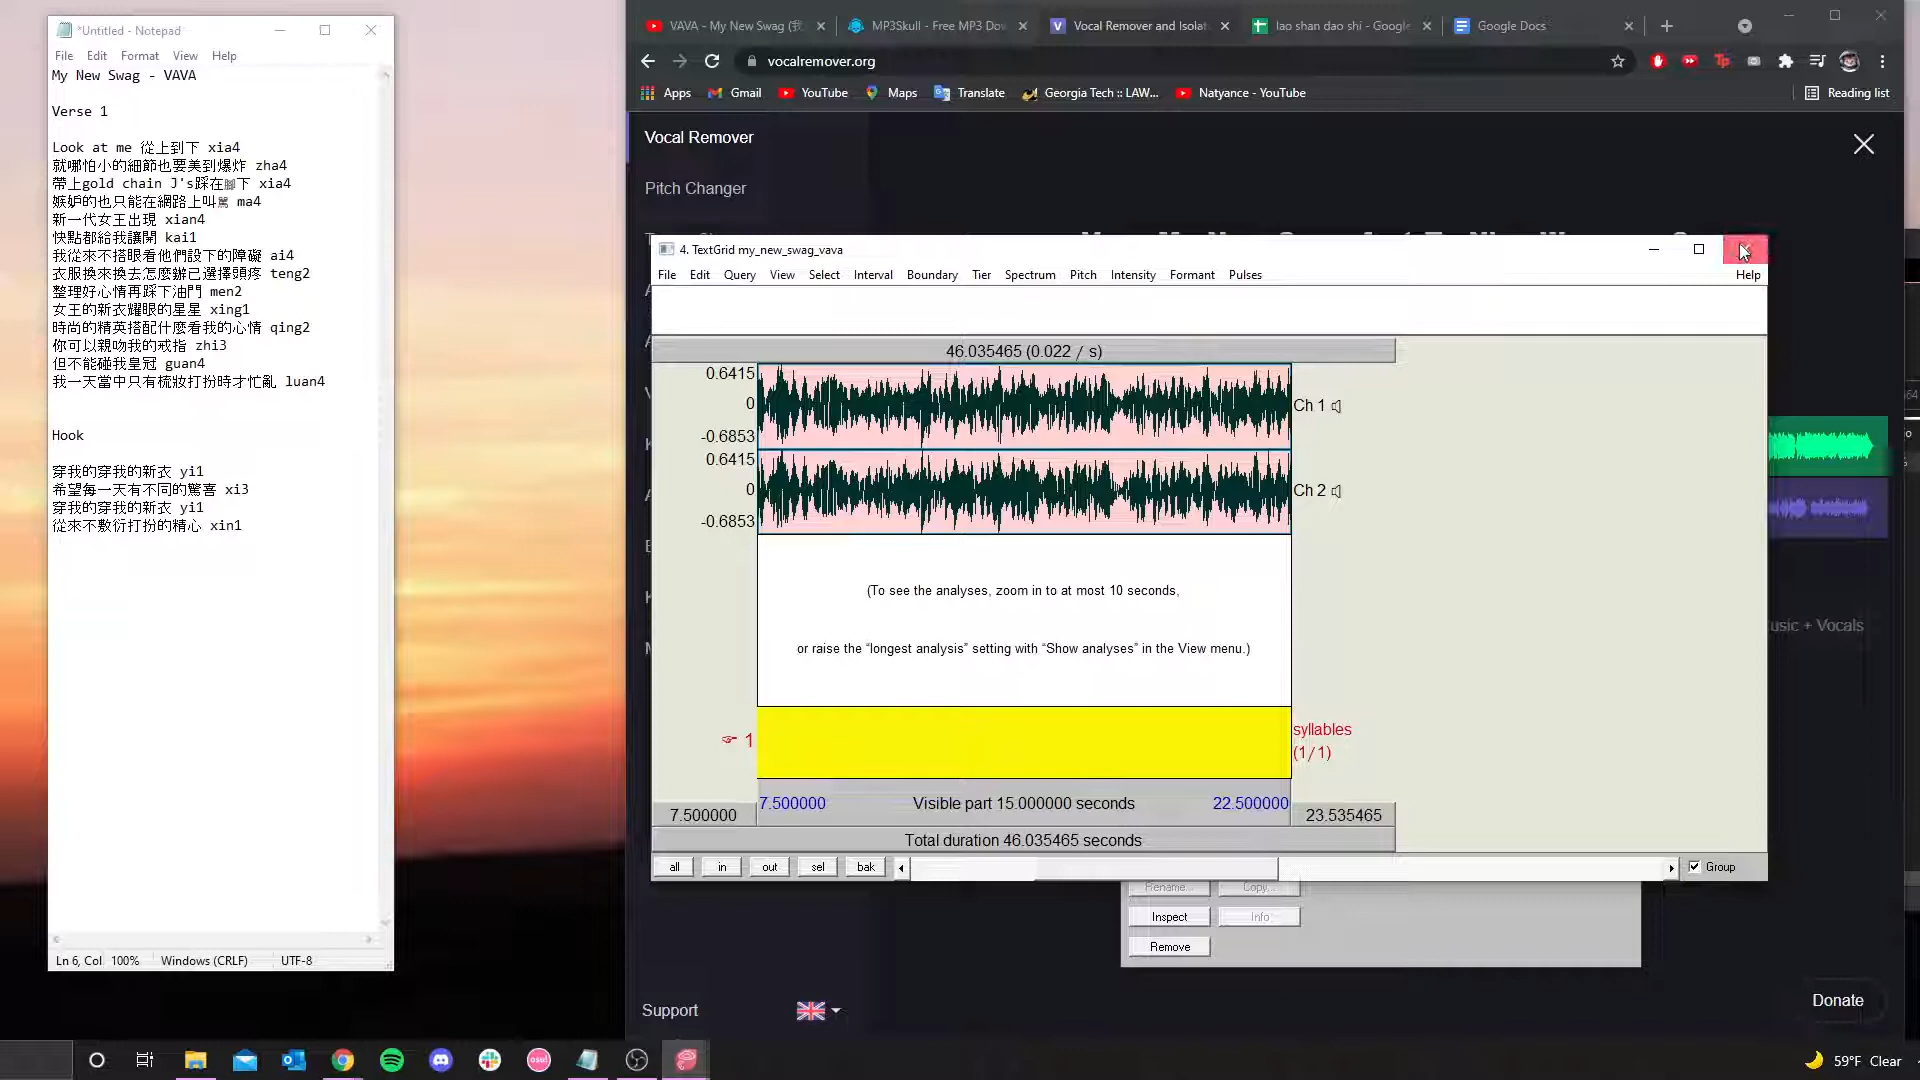 *Untitled - Notepad
File Edit Format View Help
My New Swag - VAVA
Verse 1
Look at me 從上到下 xia4
就哪怕小的細節也要美到爆炸 zha4
帶上gold chain J's踩在腳下 xia4
嫉妒的也只能在網路上叫罵 ma4
新一代女王出現 xian4
快點都給我讓開 kai1
我從來不搭眼看他們設下的障礙 ai4
衣服換來換去怎麼辦已選擇頭疼 teng2
整理好心情再踩下油門 men2
女王的新衣耀眼的星星 xing1
時尚的精英搭配什麼看我的心情 qing2
你可以親吻我的戒指 zhi3
但不能碰我皇冠 guan4
我一天當中只有梳妝打扮時才忙亂 luan4
Hook
穿我的穿我的新衣 yi1
希望每一天有不同的驚喜 xi3
穿我的穿我的新衣 yi1
從來不敷衍打扮的精心 xin1
Ln 6, Col 100% Windows (CRLF) UTF-8
VAVA - My New Swag (我
MP3Skull - Free MP3 Dov
Vocal Remover and Isolat
lao shan dao shi - Google
Google Docs
vocalremover.org
Apps Gmail YouTube Maps Translate Georgia Tech :: LAW... Natyance - YouTube Reading list
Vocal Remover
Pitch Changer
4. TextGrid my_new_swag_vava
File Edit Query View Select Interval Boundary Tier Spectrum Pitch Intensity Formant Pulses Help
46.035465 (0.022 / s)
0.6415
0
-0.6853
Ch 1
0.6415
0
-0.6853
Ch 2
(To see the analyses, zoom in to at most 10 seconds,
or raise the “longest analysis” setting with “Show analyses” in the View menu.)
1
syllables
(1/1)
7.500000 7.500000 Visible part 15.000000 seconds 22.500000 23.535465
Total duration 46.035465 seconds
all in out sel bak Group
Rename... Copy...
Inspect Info
Remove
usic + Vocals
Support
Donate
osu!
59°F Clear